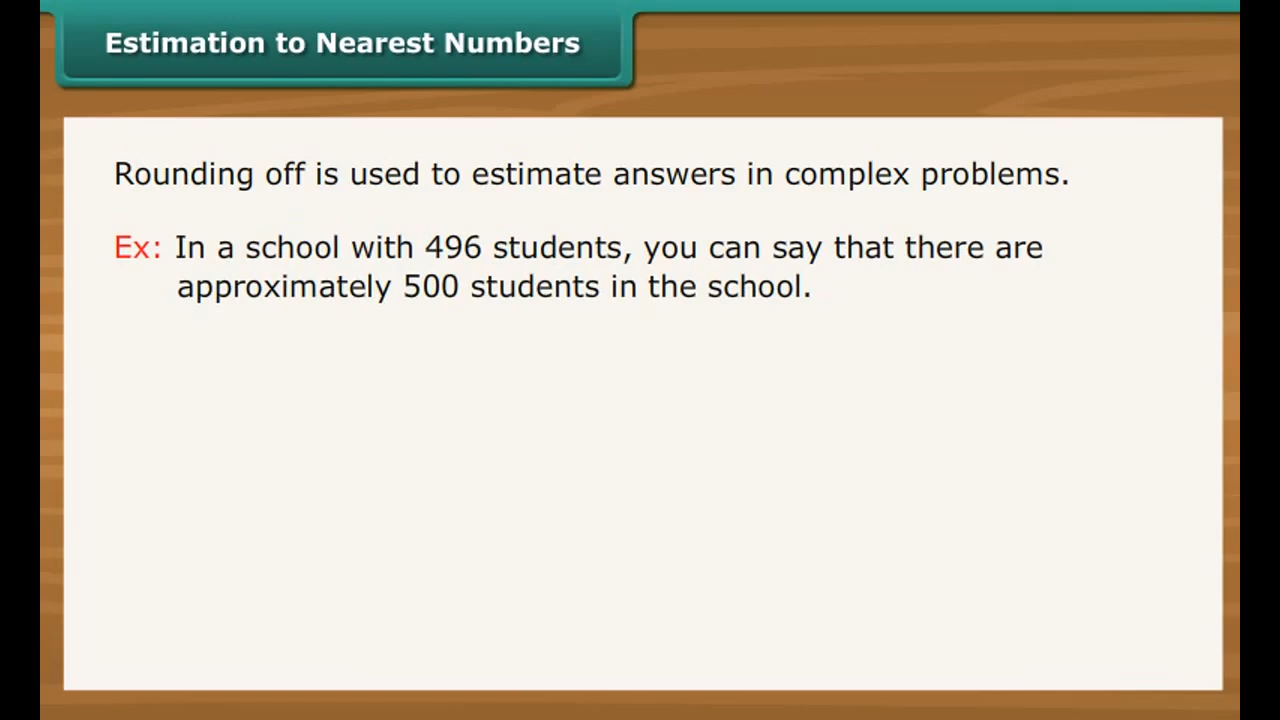 Estimation to Nearest Numbers
Rounding off is used to estimate answers in complex problems.
Ex: In a school with 496 students, you can say that there are
approximately 500 students in the school.